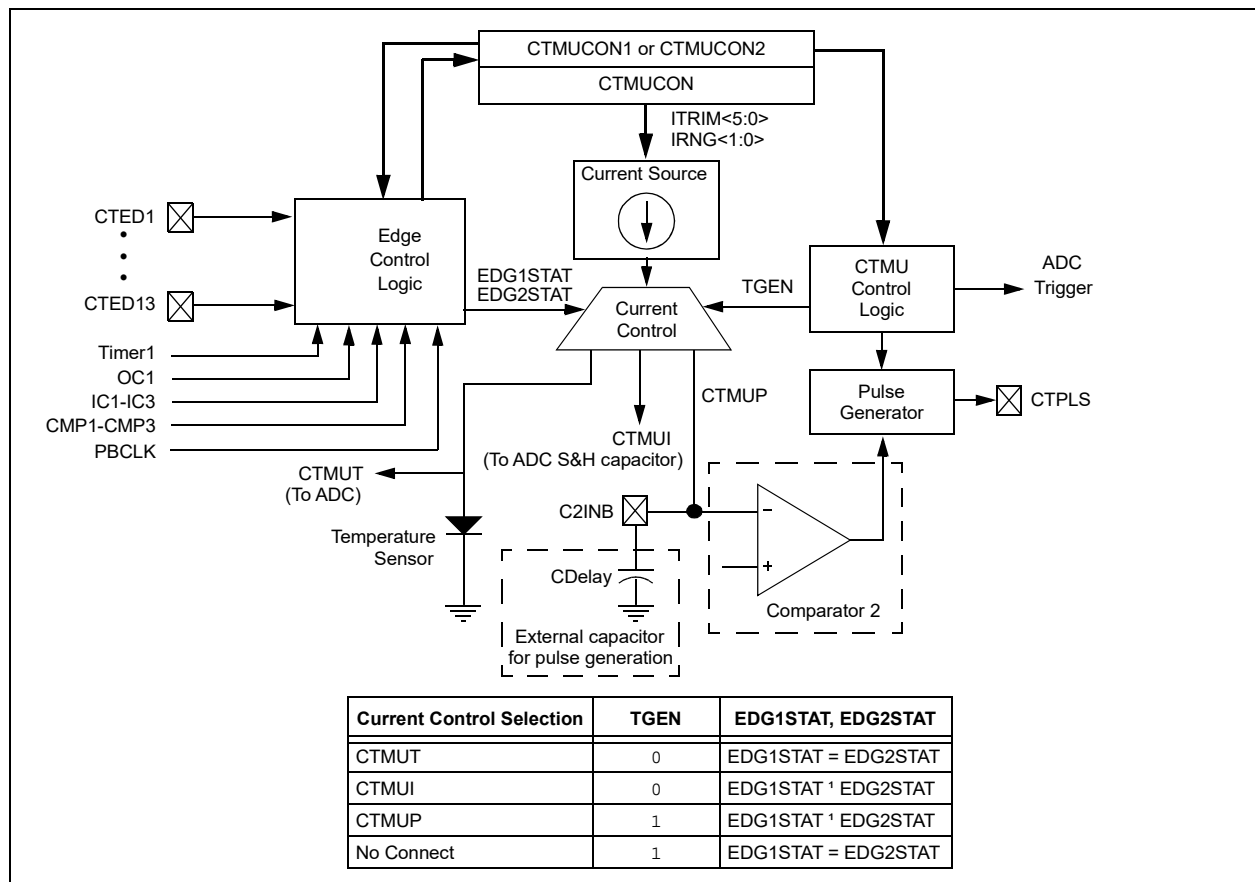 CTMUCON1 or CTMUCON2
CTMUCON
ITRIM<5:0>
IRNG<1:0>
Current Source
CTED1
CTED13
Edge
Control
Logic
EDG1STAT
EDG2STAT
Current
Control
TGEN
CTMU
Control
Logic
ADC
Trigger
Timer1
OC1
IC1-IC3
CMP1-CMP3
PBCLK
Pulse
Generator
CTPLS
CTMUP
CTMUI
(To ADC S&H capacitor)
CTMUT
(To ADC)
C2INB
–
+
Temperature
Sensor
CDelay
Comparator 2
External capacitor
for pulse generation
Current Control Selection TGEN EDG1STAT, EDG2STAT
CTMUT 0 EDG1STAT = EDG2STAT
CTMUI 0 EDG1STAT ¹ EDG2STAT
CTMUP 1 EDG1STAT ¹ EDG2STAT
No Connect 1 EDG1STAT = EDG2STAT